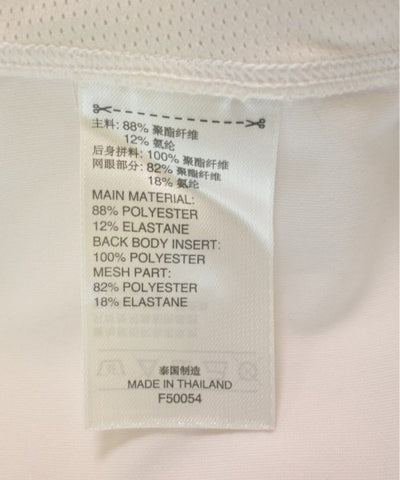 主料: 88% 聚酯纤维
12% 氨纶
后身拼料: 100% 聚酯纤维
网眼部分: 82% 聚酯纤维
18% 氨纶
MAIN MATERIAL:
88% POLYESTER
12% ELASTANE
BACK BODY INSERT:
100% POLYESTER
MESH PART:
82% POLYESTER
18% ELASTANE
泰国制造
MADE IN THAILAND
F50054